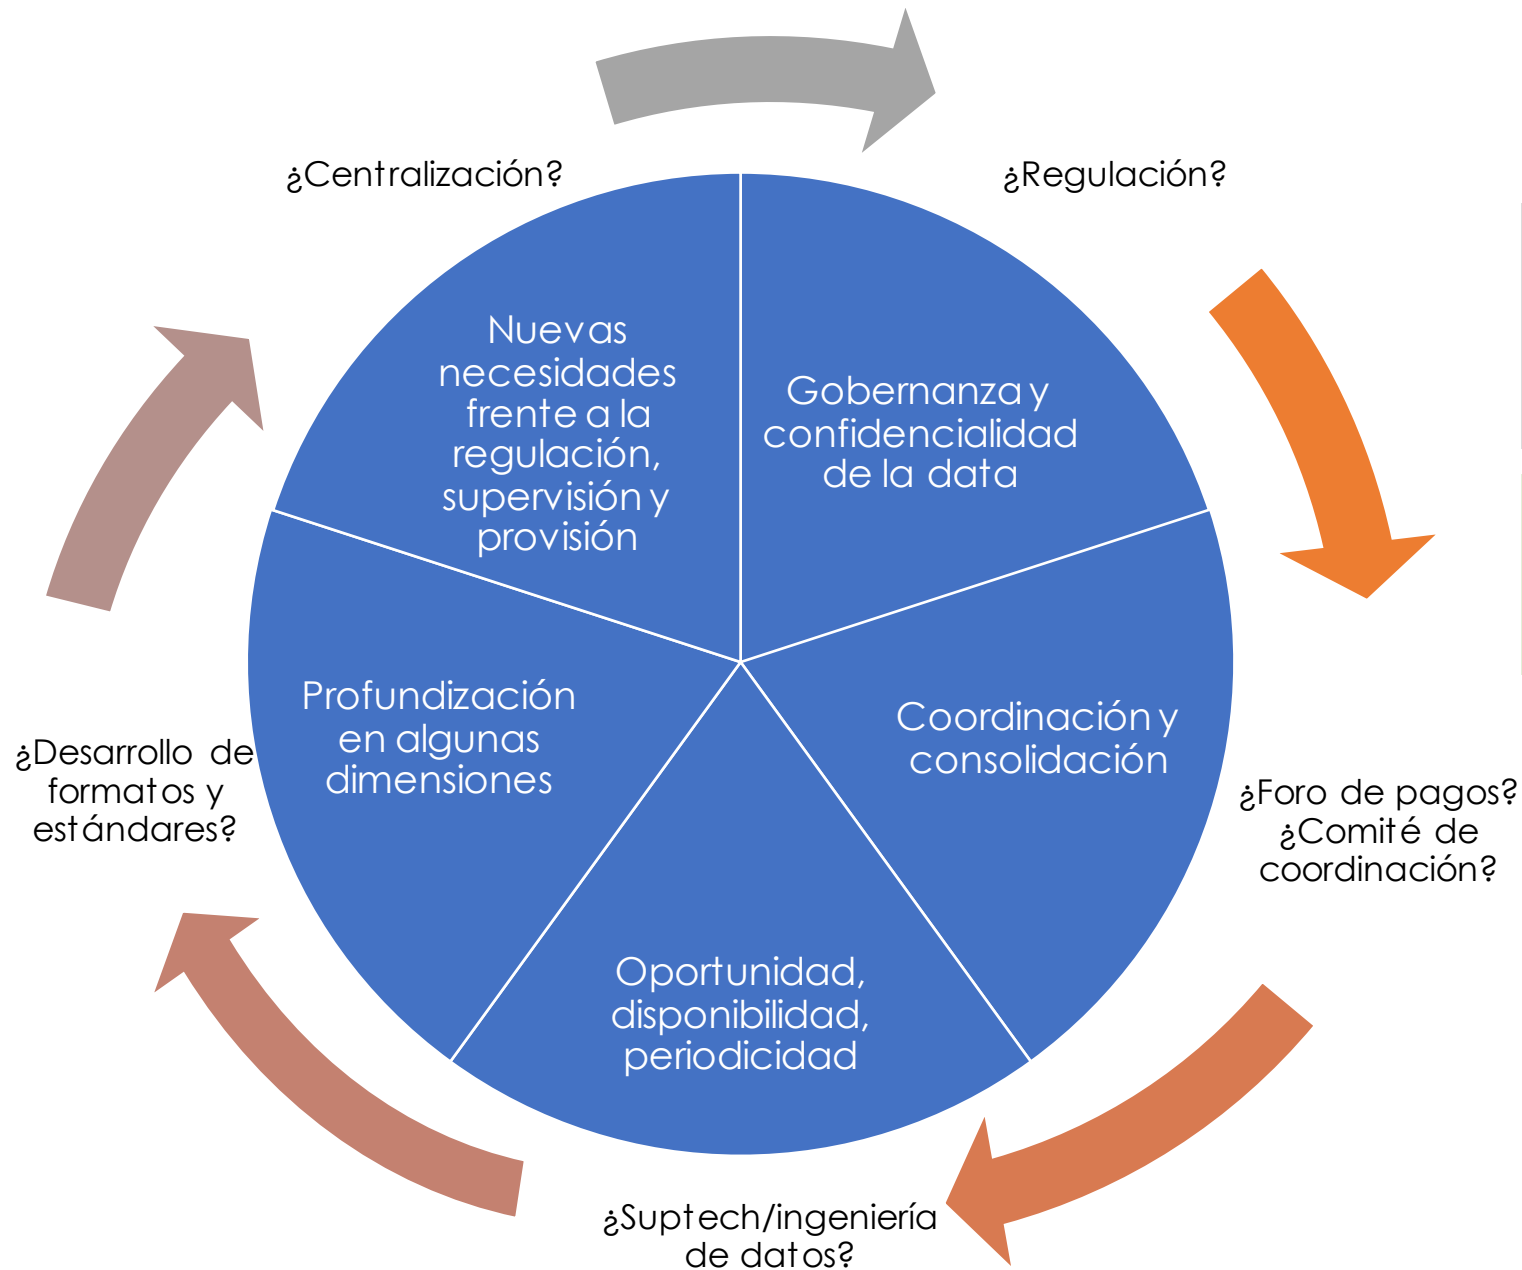 ¿Centralización?
¿Regulación?
Nuevas
necesidades
frente a la
regulación,
supervisión y
provisión
Gobernanza y
confidencialidad
de la data
Profundización
en algunas
dimensiones
Coordinación y
consolidación
¿Desarrollo de
formatos y
estándares?
¿Foro de pagos?
¿Comité de
coordinación?
Oportunidad,
disponibilidad,
periodicidad
¿Suptech/ingeniería
de datos?